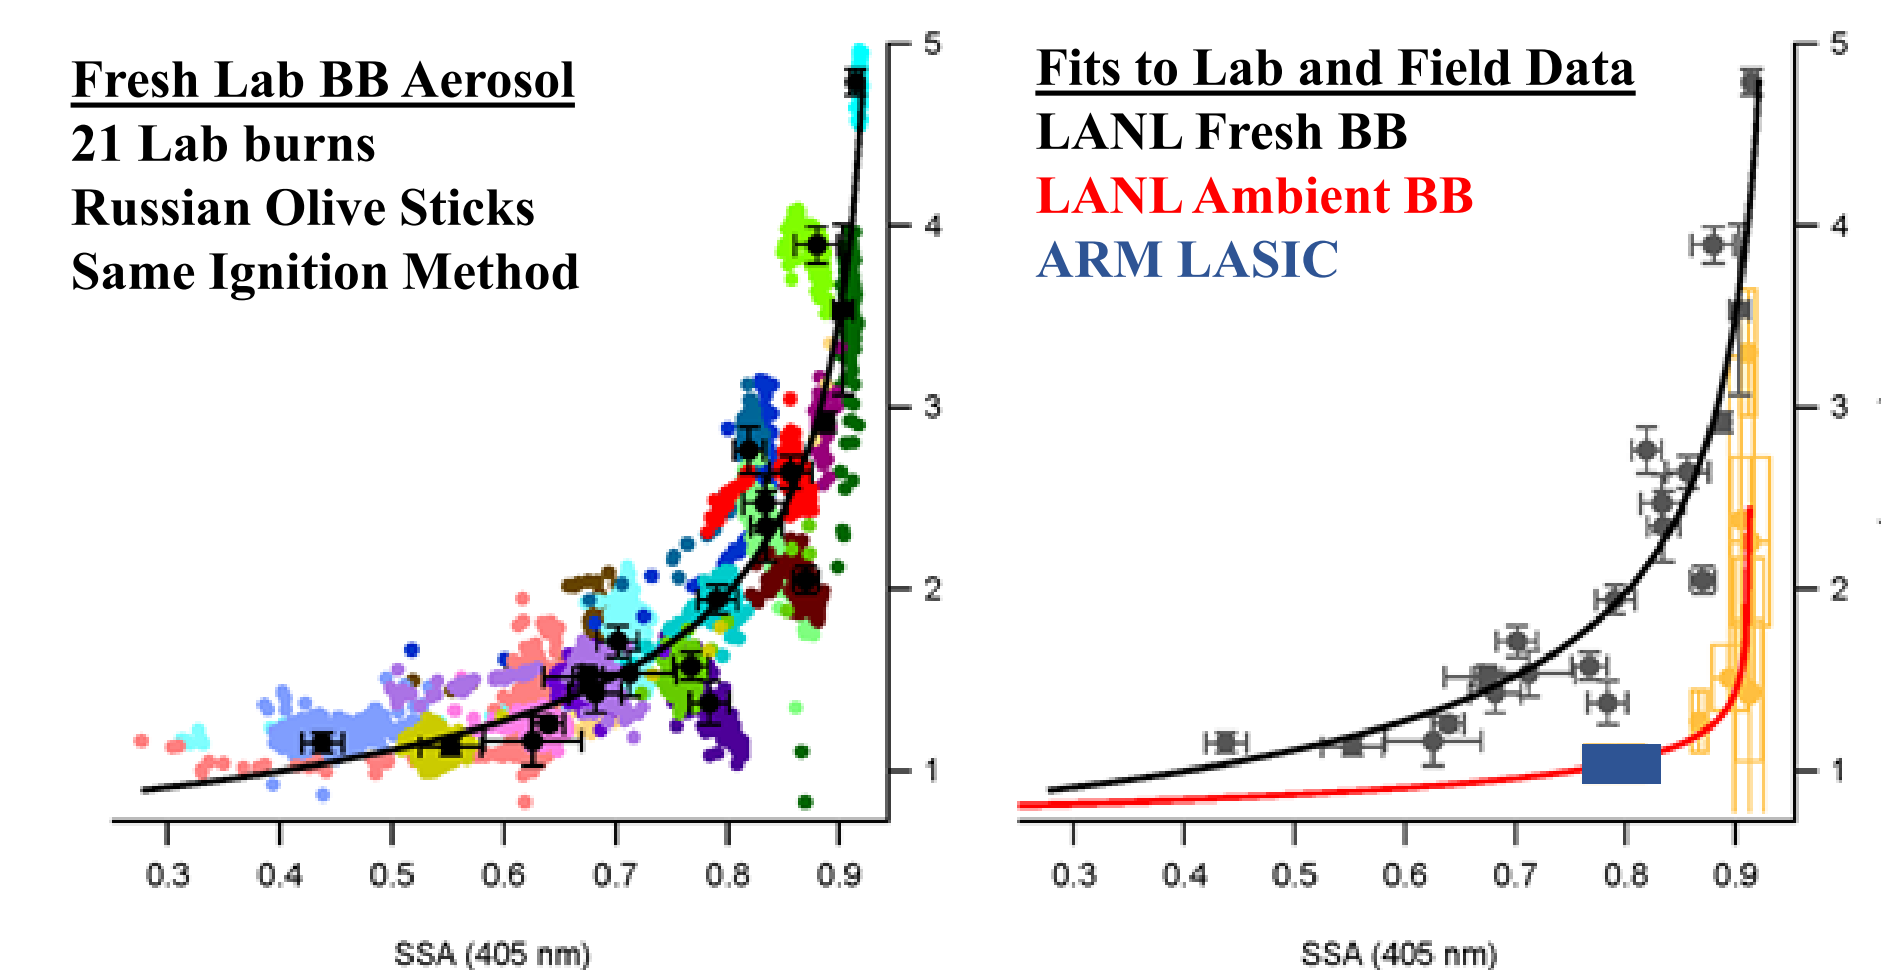 Fresh Lab BB Aerosol
21 Lab burns
Russian Olive Sticks
Same Ignition Method
5
4
3
2
1
0.3 0.4 0.5 0.6 0.7 0.8 0.9
SSA (405 nm)
Fits to Lab and Field Data
LANL Fresh BB
LANL Ambient BB
ARM LASIC
5
4
3
2
1
0.3 0.4 0.5 0.6 0.7 0.8 0.9
SSA (405 nm)